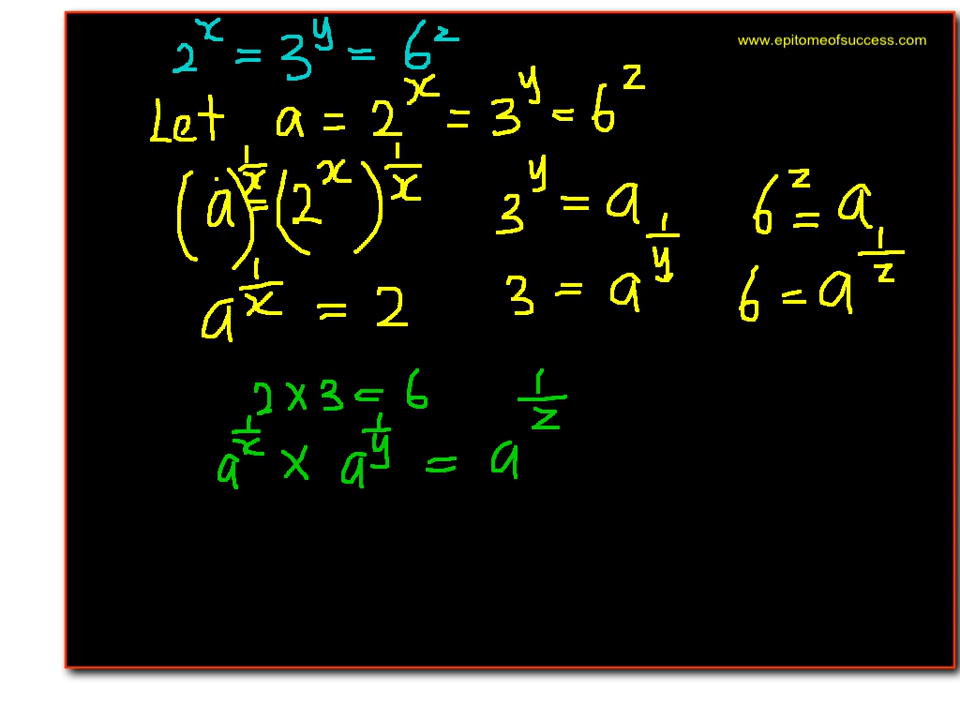 2^x = 3^y = 6^z
www.epitomeofsuccess.com
Let a = 2^x = 3^y = 6^z
(a)^{1/x} = (2^x)^{1/x} 3^y = a 6^z = a
a^{1/x} = 2 3 = a^{1/y} 6 = a^{1/z}
2 × 3 = 6
a^{1/x} × a^{1/y} = a^{1/z}